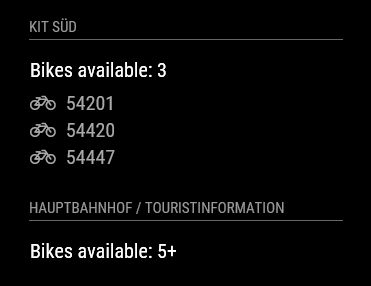 KIT SÜD
Bikes available: 3
54201
54420
54447
HAUPTBAHNHOF / TOURISTINFORMATION
Bikes available: 5+